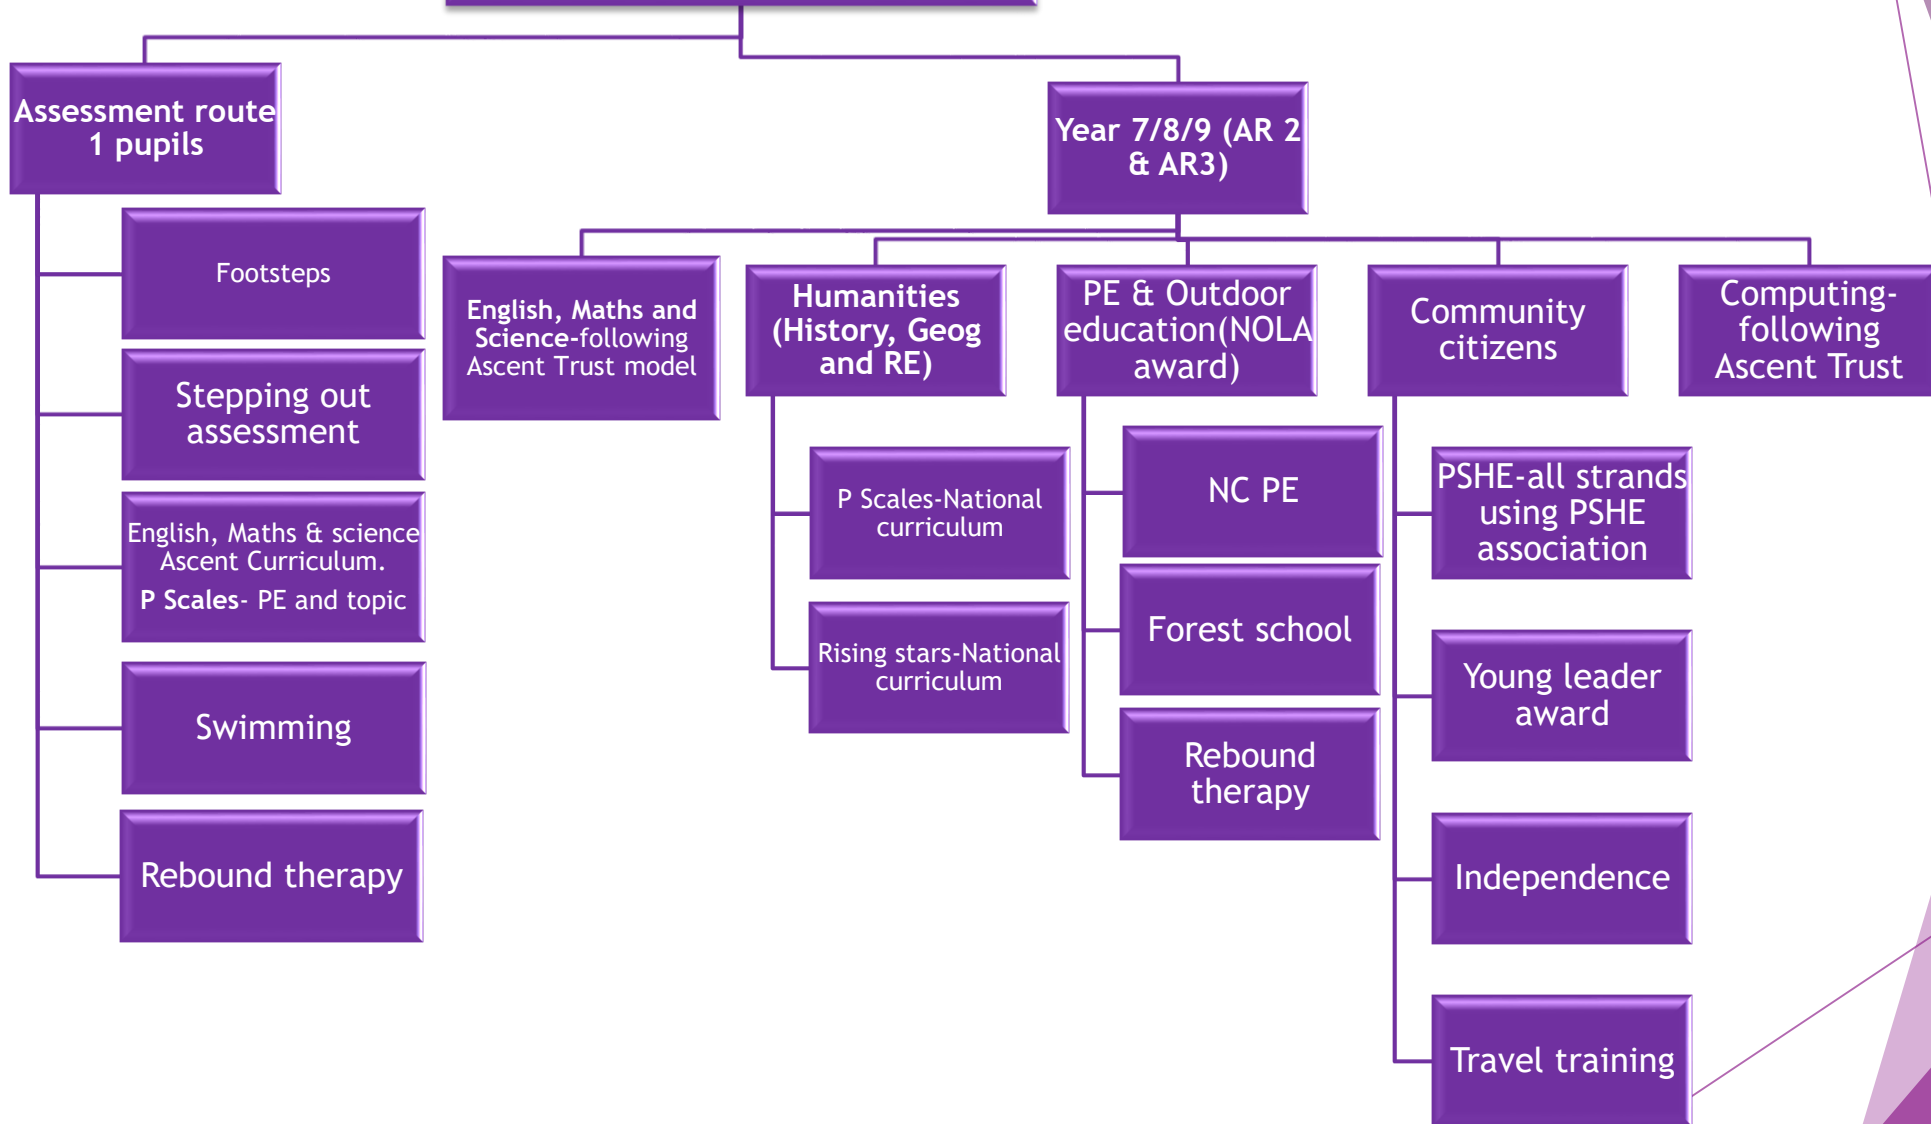 Assessment route
1 pupils
Footsteps
Stepping out
assessment
English, Maths & science
Ascent Curriculum.
P Scales- PE and topic
Swimming
Rebound therapy
Year 7/8/9 (AR 2
& AR3)
English, Maths and
Science-following
Ascent Trust model
Humanities
(History, Geog
and RE)
P Scales-National
curriculum
Rising stars-National
curriculum
PE & Outdoor
education(NOLA
award)
NC PE
Forest school
Rebound
therapy
Community
citizens
PSHE-all strands
using PSHE
association
Young leader
award
Independence
Travel training
Computing-
following
Ascent Trust